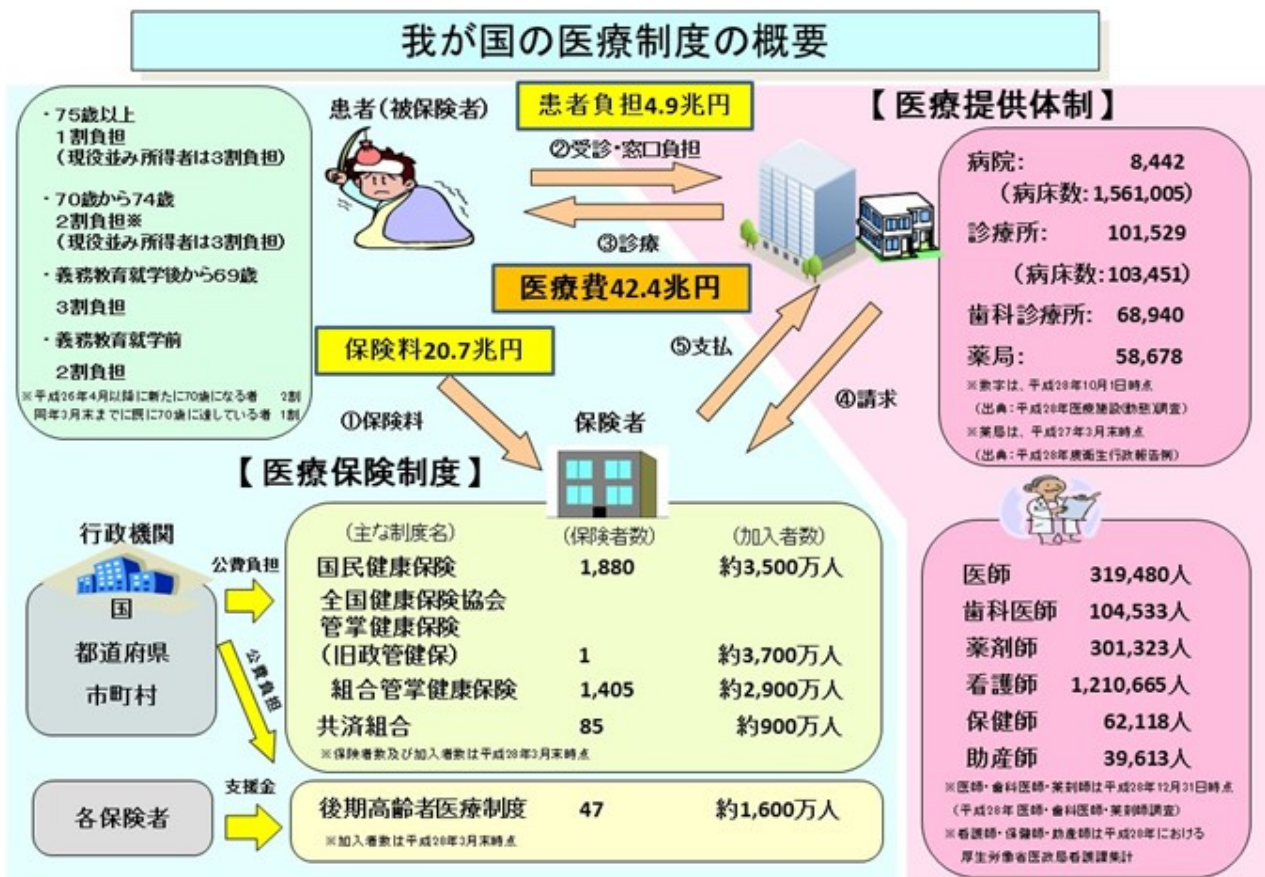 我が国の医療制度の概要
・75歳以上
1割負担
(現役並み所得者は3割負担)
・70歳から74歳
2割負担※
(現役並み所得者は3割負担)
・義務教育就学後から69歳
3割負担
・義務教育就学前
2割負担
※平成26年4月以降に新たに70歳になる者 2割
同年3月末までに既に70歳に達している者 1割
患者(被保険者)
患者負担4.9兆円
②受診・窓口負担
③診療
医療費42.4兆円
保険料20.7兆円
①保険料
⑤支払
④請求
保険者
【医療提供体制】
病院: 8,442
(病床数:1,561,005)
診療所: 101,529
(病床数:103,451)
歯科診療所: 68,940
薬局: 58,678
※数字は、平成28年10月1日時点
(出典:平成28年医療施設(動態)調査)
※薬局は、平成27年3月末時点
(出典:平成28年度衛生行政報告例)
【医療保険制度】
行政機関
国
都道府県
市町村
公費負担
公費負担
(主な制度名) (保険者数) (加入者数)
国民健康保険 1,880 約3,500万人
全国健康保険協会
管掌健康保険
(旧政管健保) 1 約3,700万人
組合管掌健康保険 1,405 約2,900万人
共済組合 85 約900万人
※保険者数及び加入者数は平成28年3月末時点
各保険者
支援金
後期高齢者医療制度 47 約1,600万人
※加入者数は平成28年3月末時点
医師 319,480人
歯科医師 104,533人
薬剤師 301,323人
看護師 1,210,665人
保健師 62,118人
助産師 39,613人
※医師・歯科医師・薬剤師は平成28年12月31日時点
(平成28年 医師・歯科医師・薬剤師調査)
※看護師・保健師・助産師は平成28年における
厚生労働省医政局看護課集計